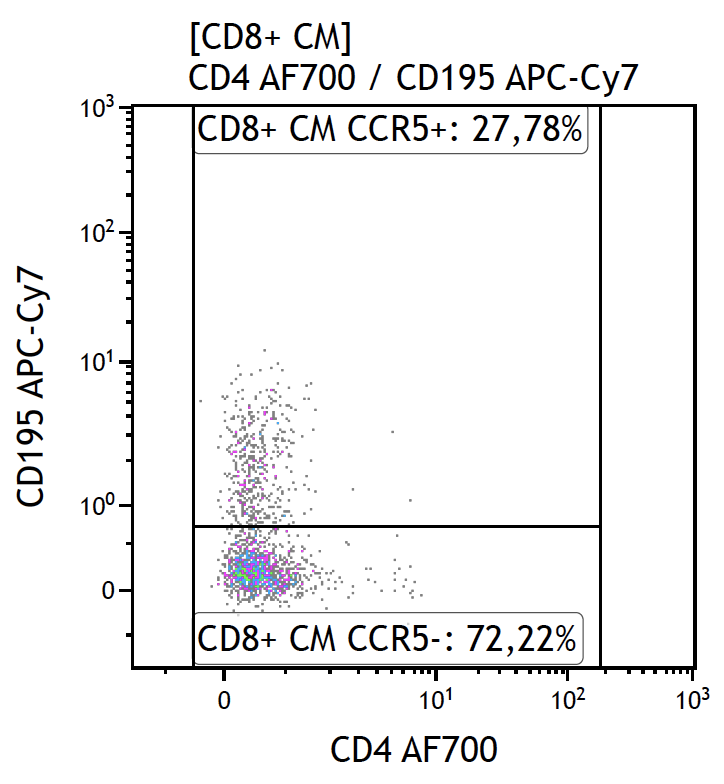 [CD8+ CM]
CD4 AF700 / CD195 APC-Cy7
CD8+ CM CCR5+: 27,78%
10³
10²
10¹
10⁰
0
CD195 APC-Cy7
CD8+ CM CCR5-: 72,22%
0 10¹ 10² 10³
CD4 AF700